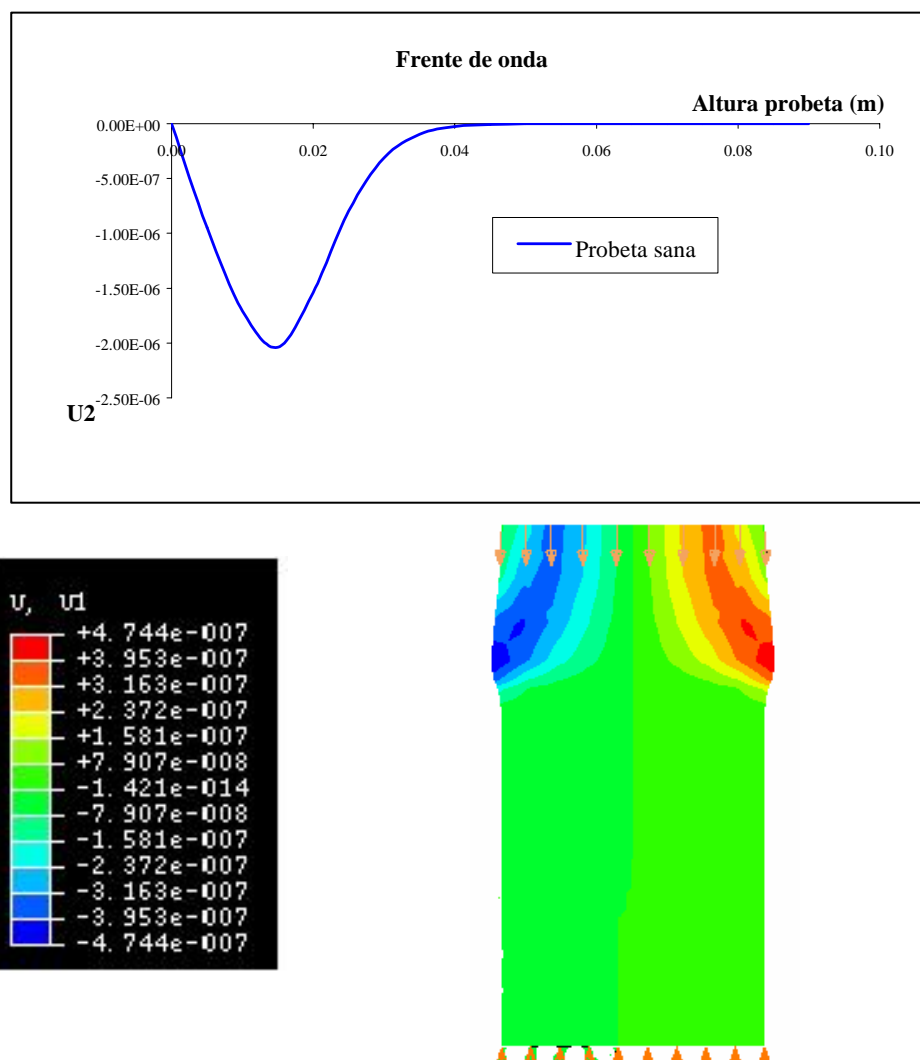 Frente de onda
Altura probeta (m)
0.00E+00
0.00 0.02 0.04 0.06 0.08 0.10
-5.00E-07
-1.00E-06
Probeta sana
-1.50E-06
-2.00E-06
-2.50E-06
U2
U, U1
+4.744e-007
+3.953e-007
+3.163e-007
+2.372e-007
+1.581e-007
+7.907e-008
-1.421e-014
-7.907e-008
-1.581e-007
-2.372e-007
-3.163e-007
-3.953e-007
-4.744e-007